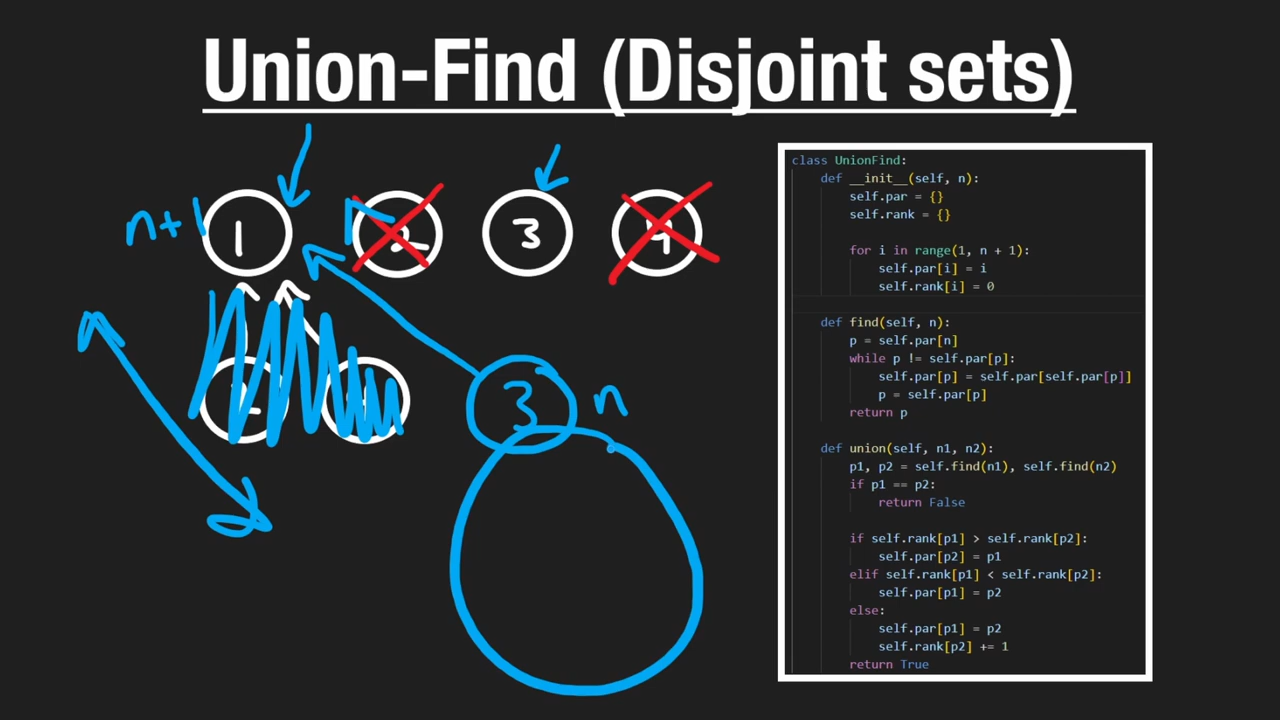 Union-Find (Disjoint sets)
n+1
1
2
3
4
2
3
n
class UnionFind:
def __init__(self, n):
self.par = {}
self.rank = {}
for i in range(1, n + 1):
self.par[i] = i
self.rank[i] = 0
def find(self, n):
p = self.par[n]
while p != self.par[p]:
self.par[p] = self.par[self.par[p]]
p = self.par[p]
return p
def union(self, n1, n2):
p1, p2 = self.find(n1), self.find(n2)
if p1 == p2:
return False
if self.rank[p1] > self.rank[p2]:
self.par[p2] = p1
elif self.rank[p1] < self.rank[p2]:
self.par[p1] = p2
else:
self.par[p1] = p2
self.rank[p2] += 1
return True